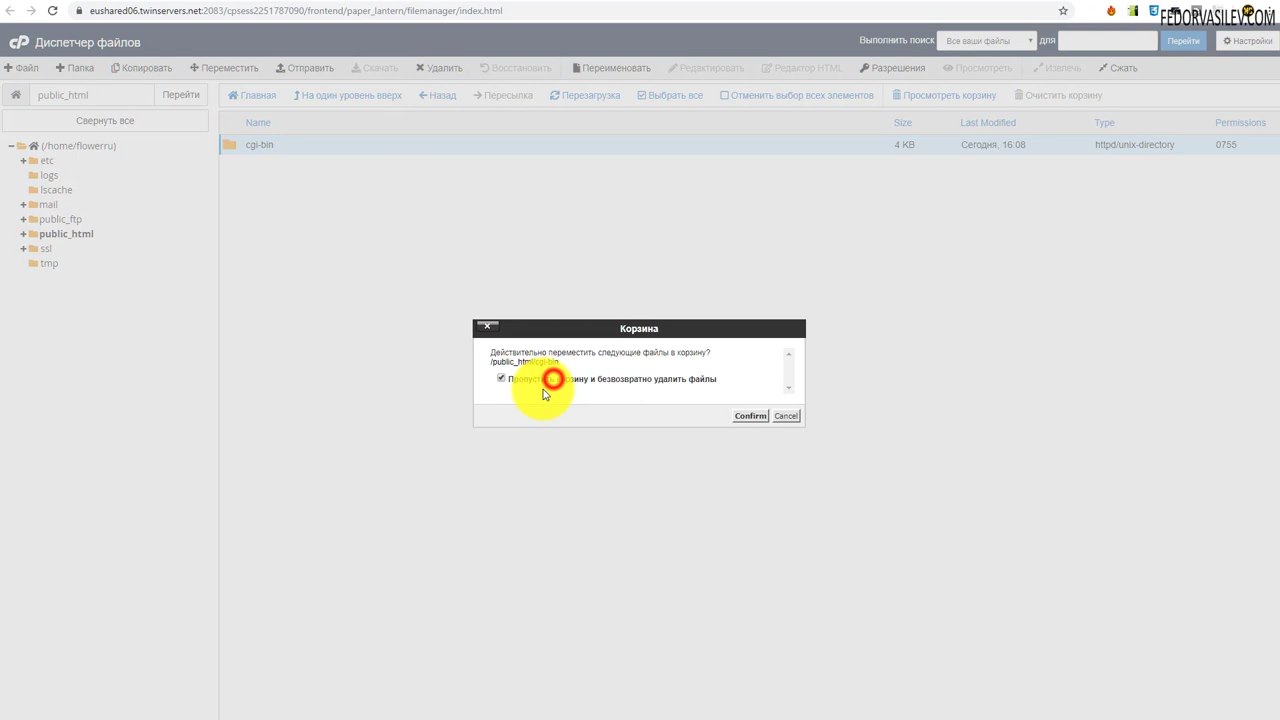 eushared06.twinservers.net:2083/cpsess2251787090/frontend/paper_lantern/filemanager/index.html
FEDORVASILEV.COM
cP Диспетчер файлов
Выполнить поиск Все ваши файлы для Перейти Настройки
Файл Папка Копировать Переместить Отправить Скачать Удалить Восстановить Переименовать Редактировать Редактор HTML Разрешения Просмотреть Извлечь Сжать
public_html Перейти
Главная На один уровень вверх Назад Пересылка Перезагрузка Выбрать все Отменить выбор всех элементов Просмотреть корзину Очистить корзину
Свернуть все
Name Size Last Modified Type Permissions
cgi-bin 4 KB Сегодня, 16:08 httpd/unix-directory 0755
(/home/flowerru)
etc
logs
lscache
mail
public_ftp
public_html
ssl
tmp
Корзина
Действительно переместить следующие файлы в корзину?
/public_html/cgi-bin
Пропустить корзину и безвозвратно удалить файлы
Confirm Cancel